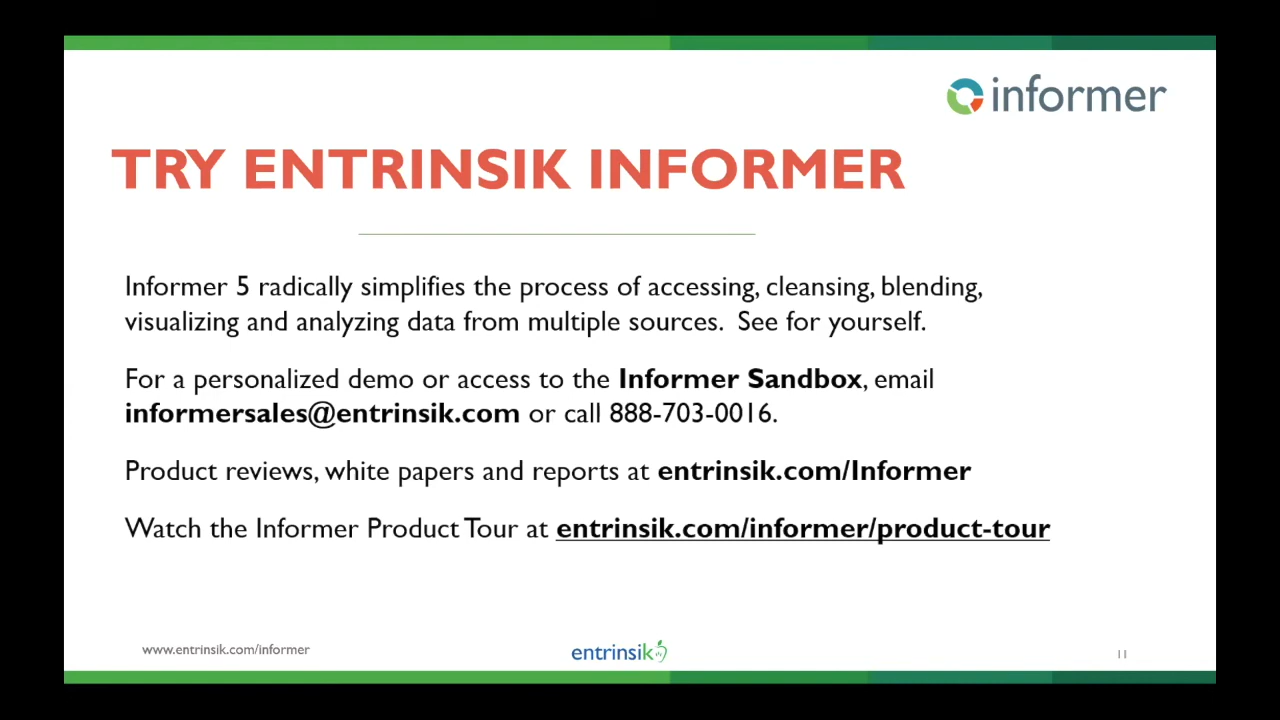 informer
TRY ENTRINSIK INFORMER
Informer 5 radically simplifies the process of accessing, cleansing, blending,
visualizing and analyzing data from multiple sources.  See for yourself.
For a personalized demo or access to the Informer Sandbox, email
informersales@entrinsik.com or call 888-703-0016.
Product reviews, white papers and reports at entrinsik.com/Informer
Watch the Informer Product Tour at entrinsik.com/informer/product-tour
www.entrinsik.com/informer
entrinsik
11